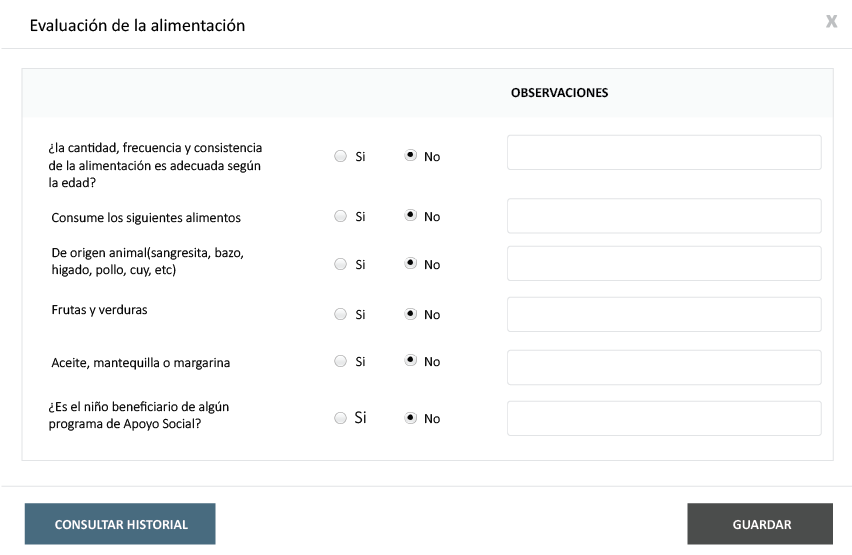 Evaluación de la alimentación
X
OBSERVACIONES
¿la cantidad, frecuencia y consistencia
de la alimentación es adecuada según
la edad?
Si No
Consume los siguientes alimentos
Si No
De origen animal(sangresita, bazo,
higado, pollo, cuy, etc)
Si No
Frutas y verduras
Si No
Aceite, mantequilla o margarina
Si No
¿Es el niño beneficiario de algún
programa de Apoyo Social?
Si No
CONSULTAR HISTORIAL
GUARDAR